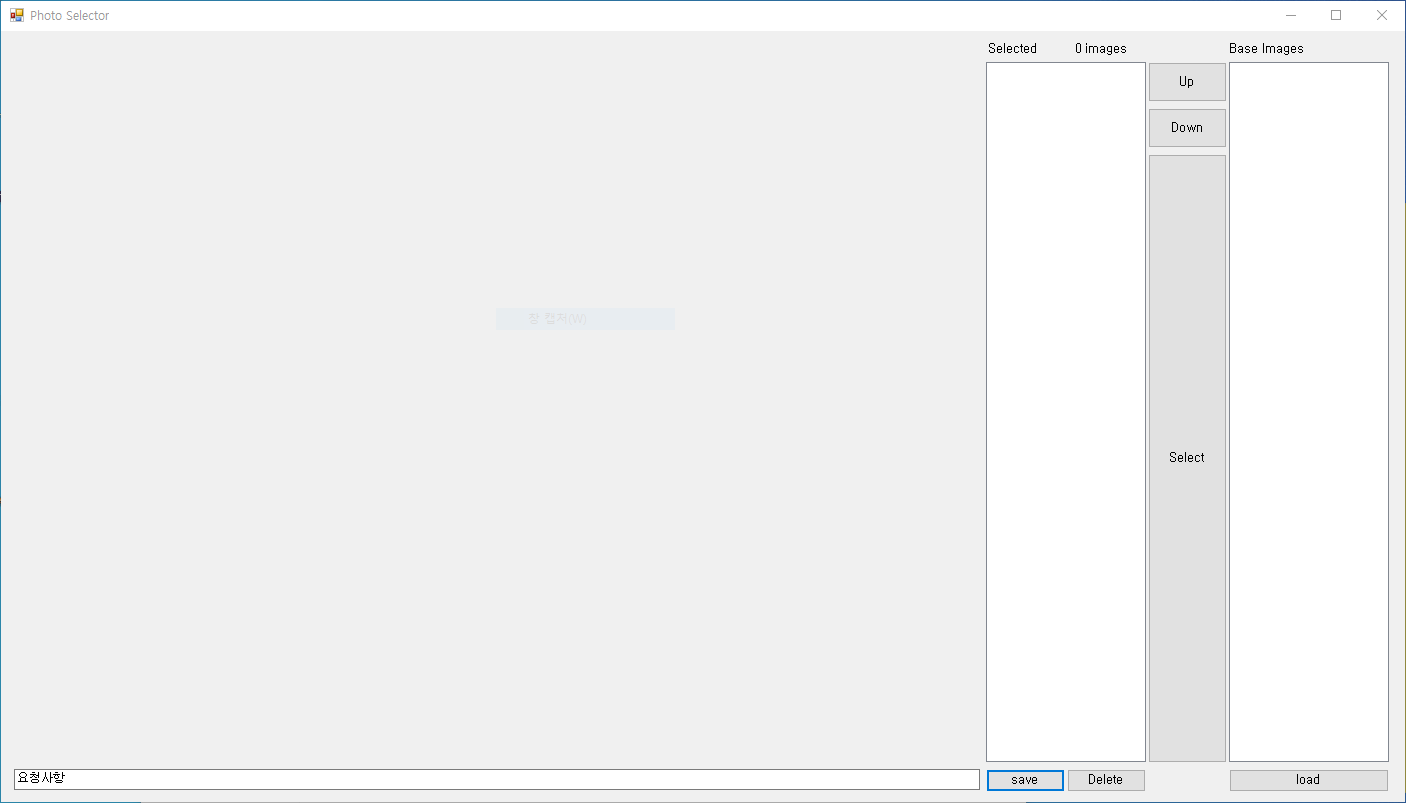 Photo Selector
Selected 0 images Base Images
Up
Down
창 캡처(W)
Select
요청사항 save Delete load